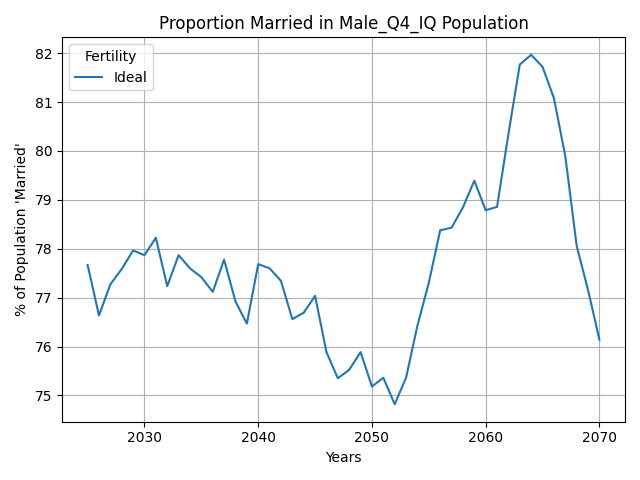 Proportion Married in Male_Q4_IQ Population
Fertility
Ideal
% of Population 'Married'
82
81
80
79
78
77
76
75
2030
2040
2050
2060
2070
Years